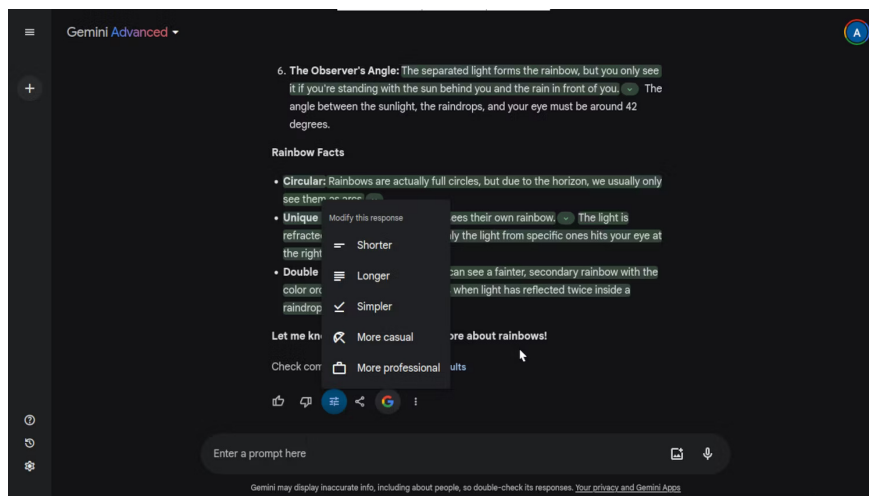 Gemini Advanced
A
6. The Observer's Angle: The separated light forms the rainbow, but you only see
it if you're standing with the sun behind you and the rain in front of you. The
angle between the sunlight, the raindrops, and your eye must be around 42
degrees.
Rainbow Facts
• Circular: Rainbows are actually full circles, but due to the horizon, we usually only
see them as arcs.
• Unique ees their own rainbow. The light is
refracte ly the light from specific ones hits your eye at
the right
• Double can see a fainter, secondary rainbow with the
color ord when light has reflected twice inside a
raindrop
Let me kn ore about rainbows!
Check com ults
Modify this response
Shorter
Longer
Simpler
More casual
More professional
G
Enter a prompt here
Gemini may display inaccurate info, including about people, so double-check its responses. Your privacy and Gemini Apps